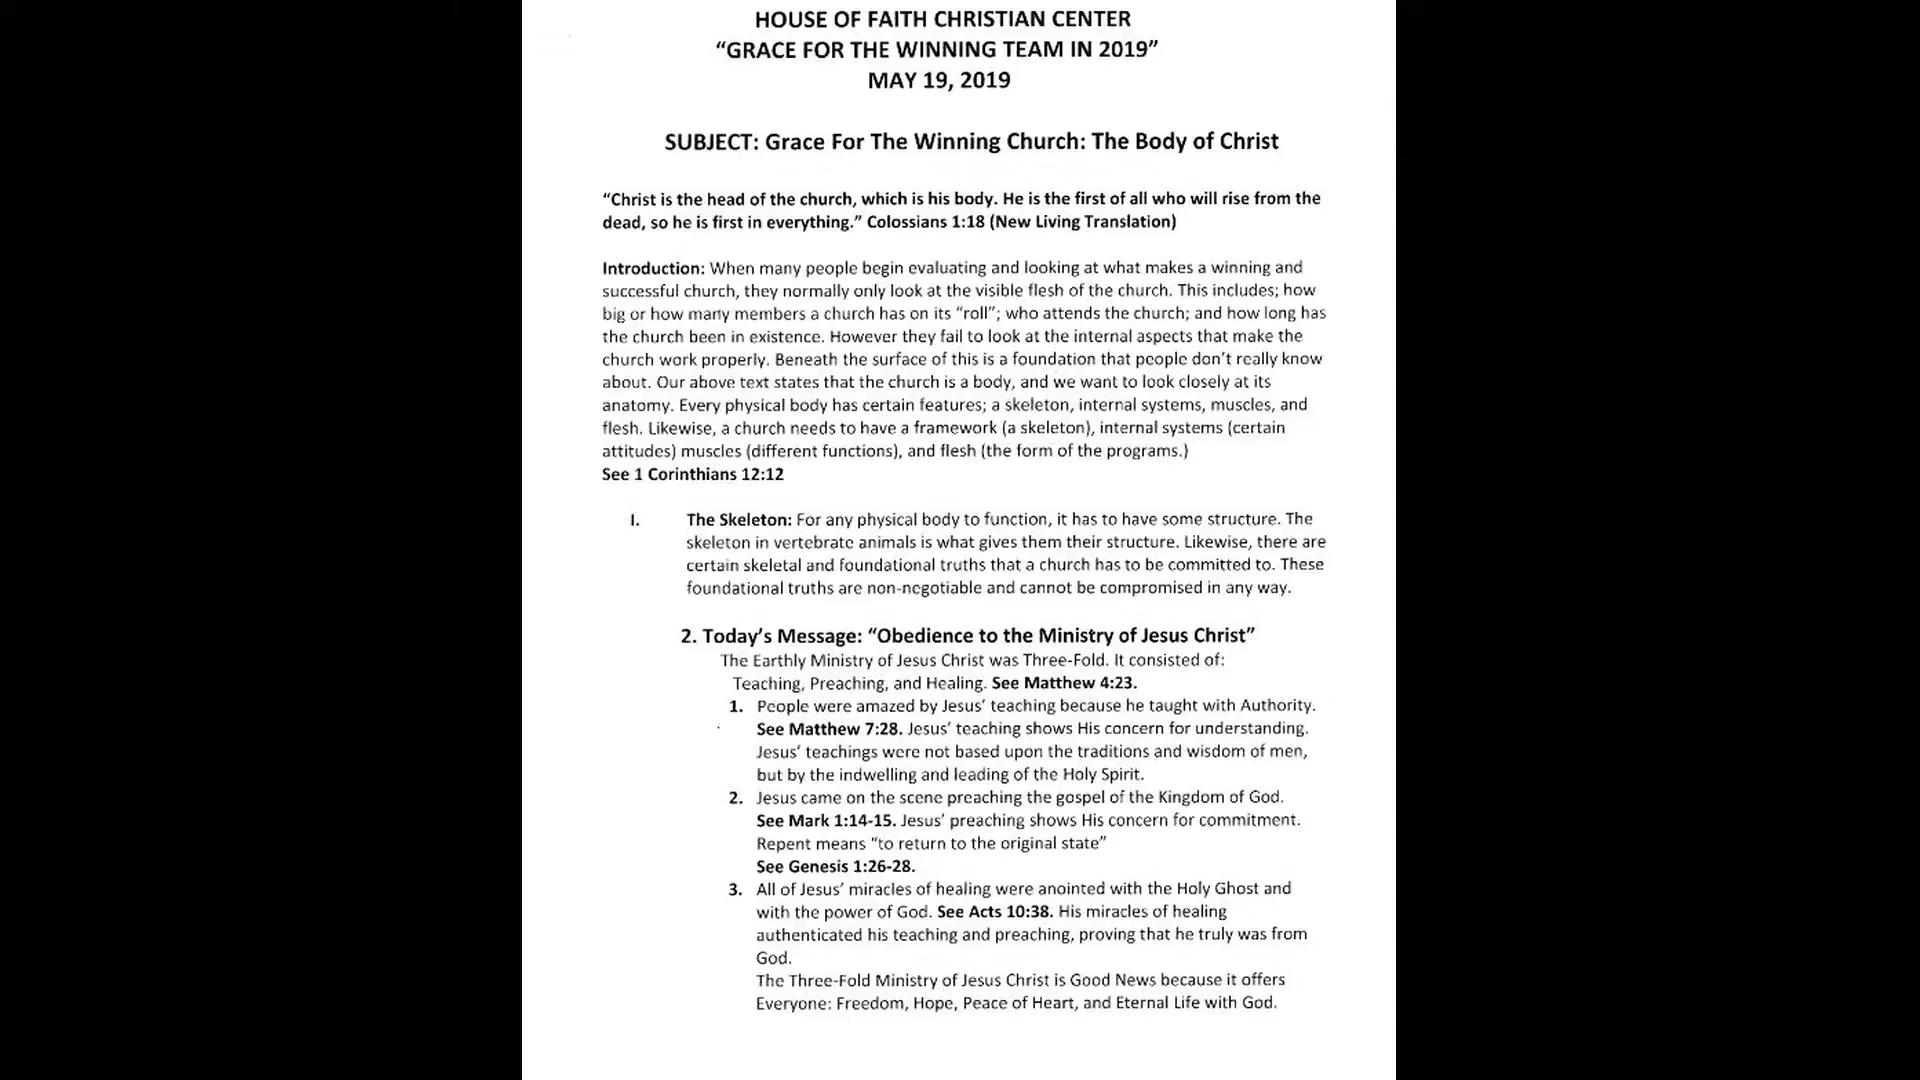 HOUSE OF FAITH CHRISTIAN CENTER
“GRACE FOR THE WINNING TEAM IN 2019”
MAY 19, 2019
SUBJECT: Grace For The Winning Church: The Body of Christ
“Christ is the head of the church, which is his body. He is the first of all who will rise from the
dead, so he is first in everything.” Colossians 1:18 (New Living Translation)
Introduction: When many people begin evaluating and looking at what makes a winning and
successful church, they normally only look at the visible flesh of the church. This includes; how
big or how many members a church has on its “roll”; who attends the church; and how long has
the church been in existence. However they fail to look at the internal aspects that make the
church work properly. Beneath the surface of this is a foundation that people don’t really know
about. Our above text states that the church is a body, and we want to look closely at its
anatomy. Every physical body has certain features; a skeleton, internal systems, muscles, and
flesh. Likewise, a church needs to have a framework (a skeleton), internal systems (certain
attitudes) muscles (different functions), and flesh (the form of the programs.)
See 1 Corinthians 12:12
I. The Skeleton: For any physical body to function, it has to have some structure. The
skeleton in vertebrate animals is what gives them their structure. Likewise, there are
certain skeletal and foundational truths that a church has to be committed to. These
foundational truths are non-negotiable and cannot be compromised in any way.
2. Today’s Message: “Obedience to the Ministry of Jesus Christ”
The Earthly Ministry of Jesus Christ was Three-Fold. It consisted of:
Teaching, Preaching, and Healing. See Matthew 4:23.
1. People were amazed by Jesus’ teaching because he taught with Authority.
See Matthew 7:28. Jesus’ teaching shows His concern for understanding.
Jesus’ teachings were not based upon the traditions and wisdom of men,
but by the indwelling and leading of the Holy Spirit.
2. Jesus came on the scene preaching the gospel of the Kingdom of God.
See Mark 1:14-15. Jesus’ preaching shows His concern for commitment.
Repent means “to return to the original state”
See Genesis 1:26-28.
3. All of Jesus’ miracles of healing were anointed with the Holy Ghost and
with the power of God. See Acts 10:38. His miracles of healing
authenticated his teaching and preaching, proving that he truly was from
God.
The Three-Fold Ministry of Jesus Christ is Good News because it offers
Everyone: Freedom, Hope, Peace of Heart, and Eternal Life with God.